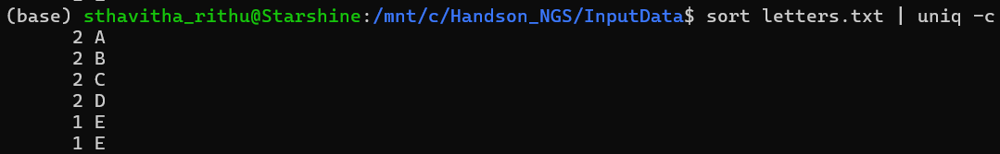 (base) sthavitha_rithu@Starshine:/mnt/c/Handson_NGS/InputData$ sort letters.txt | uniq -c
2 A
2 B
2 C
2 D
1 E
1 E